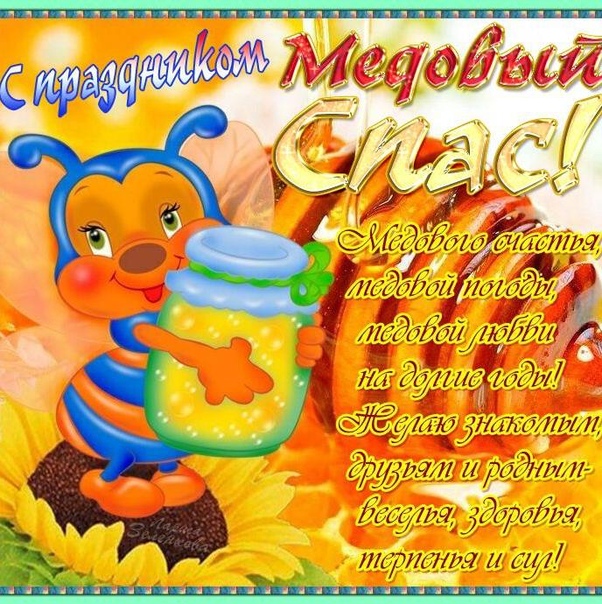 С праздником
Медовый
Спас!
Медового счастья,
медовой погоды,
медовой любви
на долгие годы!
Желаю знакомым,
друзьям и родным-
веселья, здоровья,
терпенья и сил!